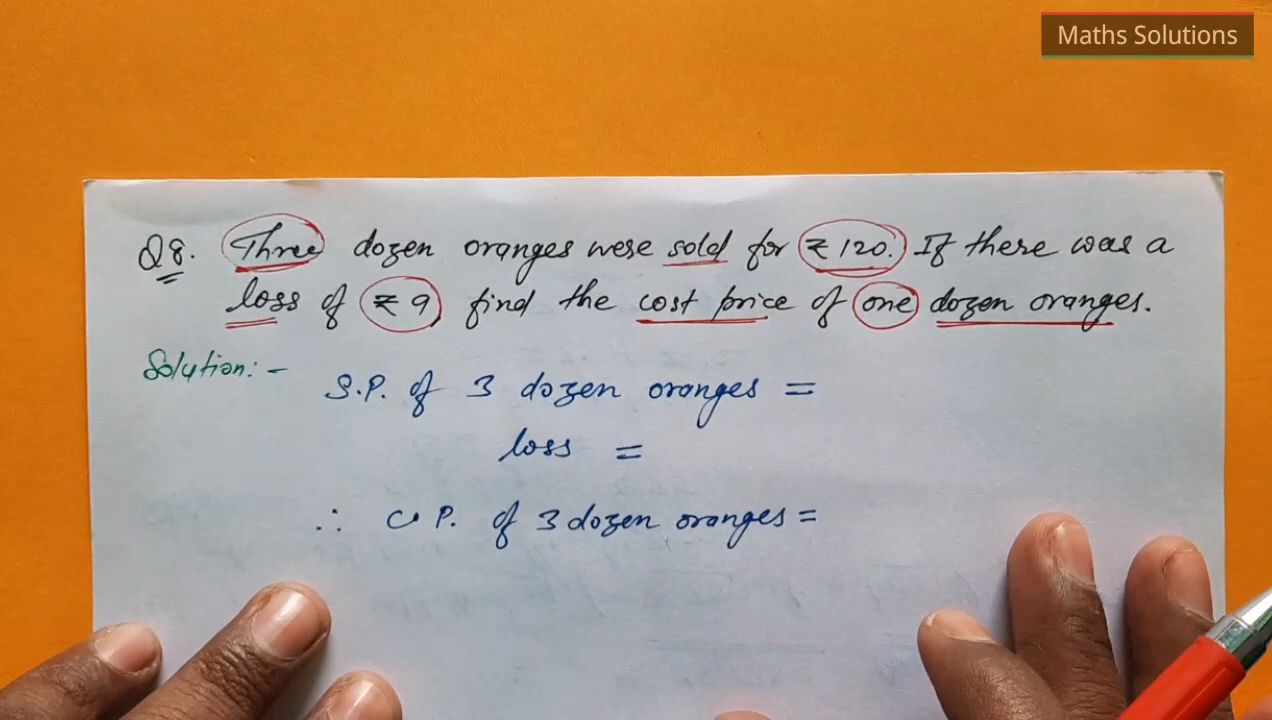 Maths Solutions
Q8. Three dozen oranges were sold for ₹120. If there was a
loss of ₹9, find the cost price of one dozen oranges.
Solution:-
S.P. of 3 dozen oranges =
loss =
∴ C.P. of 3 dozen oranges =